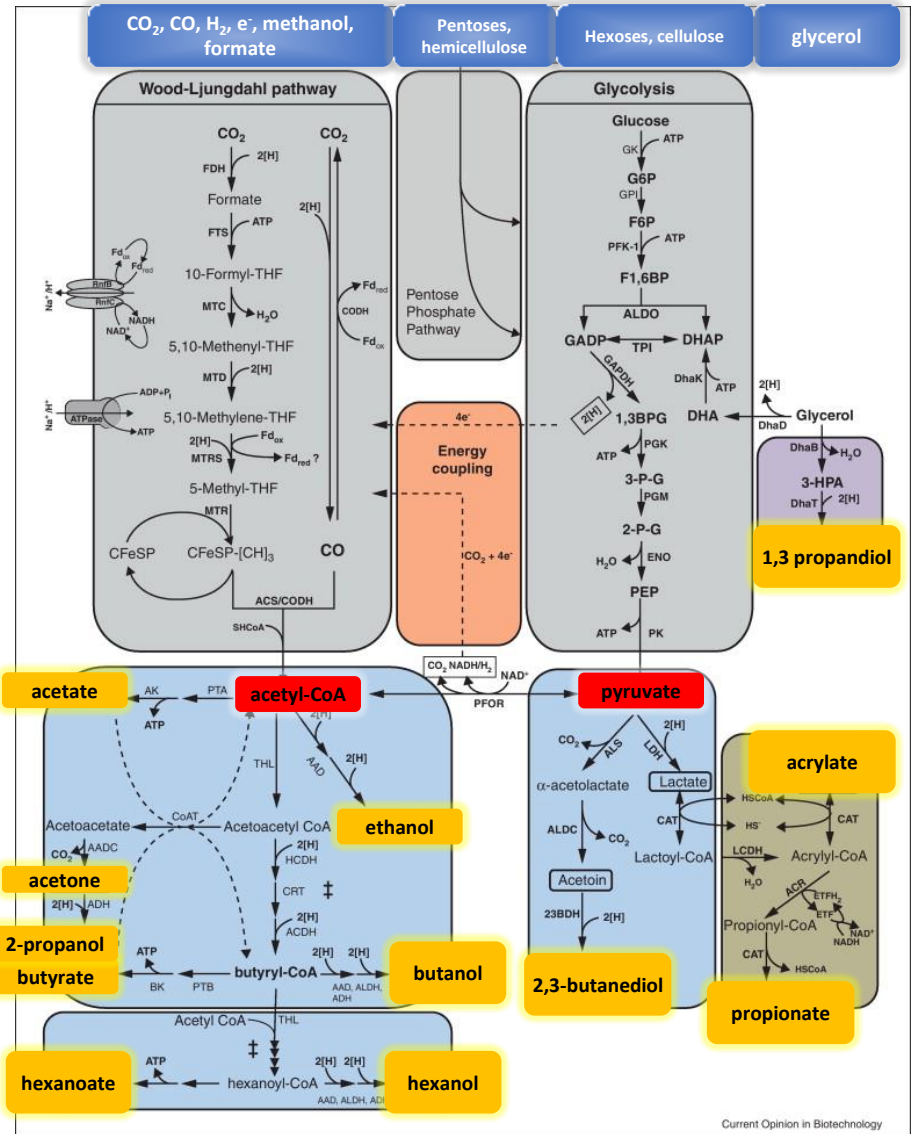 CO₂, CO, H₂, e⁻, methanol,
formate
Pentoses,
hemicellulose
Hexoses, cellulose
glycerol
Wood-Ljungdahl pathway
CO₂
CO₂
2[H]
FDH
Formate
2[H]
ATP
FTS
10-Formyl-THF
Fd_ox
Fd_red
RnfB
RnfC
Na⁺/H⁺
NADH
NAD⁺
MTC
H₂O
Fd_red
CODH
Fd_ox
5,10-Methenyl-THF
MTD
2[H]
ADP+Pᵢ
ATPase
ATP
Na⁺/H⁺
5,10-Methylene-THF
2[H]
Fd_ox
MTRS
Fd_red ?
5-Methyl-THF
MTR
CFeSP
CFeSP-[CH]₃
CO
ACS/CODH
SHCoA
Pentose
Phosphate
Pathway
4e⁻
Energy
coupling
CO₂ + 4e⁻
CO₂ NADH/H₂
NAD⁺
PFOR
Glycolysis
Glucose
GK
ATP
G6P
GPI
F6P
PFK-1
ATP
F1,6BP
ALDO
GADP
TPI
DHAP
GAPDH
2[H]
DhaK
ATP
1,3BPG
DHA
2[H]
DhaD
Glycerol
ATP
PGK
3-P-G
PGM
2-P-G
H₂O
ENO
PEP
ATP
PK
DhaB
H₂O
3-HPA
DhaT
2[H]
1,3 propandiol
acetate
AK
PTA
ATP
acetyl-CoA
2[H]
AAD
2[H]
THL
ethanol
Acetoacetate
CoAT
Acetoacetyl CoA
CO₂
AADC
acetone
2[H]
ADH
2[H]
HCDH
CRT
‡
2[H]
ACDH
2-propanol
butyrate
ATP
BK
PTB
butyryl-CoA
2[H]
2[H]
AAD, ALDH,
ADH
butanol
Acetyl CoA
THL
‡
hexanoate
ATP
hexanoyl-CoA
2[H]
2[H]
AAD, ALDH, AD
hexanol
pyruvate
CO₂
ALS
LDH
2[H]
α-acetolactate
Lactate
ALDC
CO₂
CAT
Lactoyl-CoA
Acetoin
23BDH
2[H]
2,3-butanediol
acrylate
HSCoA
HS⁻
CAT
LCDH
H₂O
Acrylyl-CoA
ACR
ETFH₂
ETF
NAD⁺
NADH
Propionyl-CoA
CAT
HSCoA
propionate
Current Opinion in Biotechnology